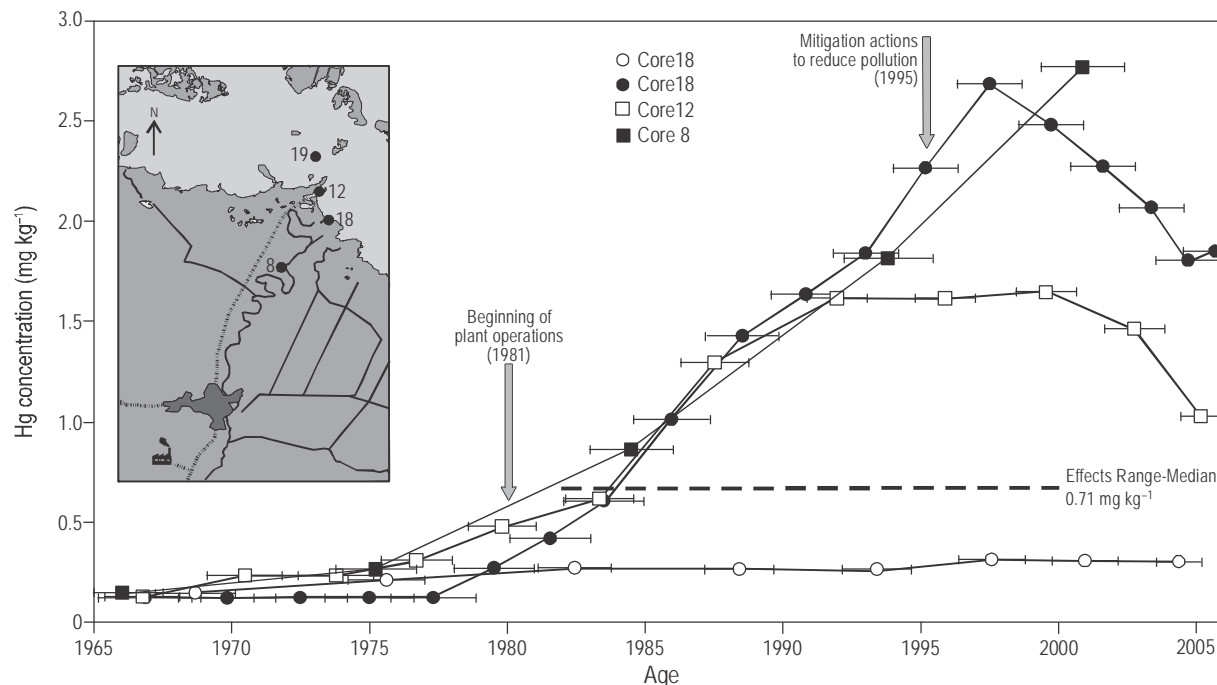 3.0
2.5
2.0
1.5
1.0
0.5
0
Hg concentration (mg kg⁻¹)
N
19
12
18
8
Core18
Core18
Core12
Core 8
Mitigation actions
to reduce pollution
(1995)
Beginning of
plant operations
(1981)
Effects Range-Median
0.71 mg kg⁻¹
1965 1970 1975 1980 1985 1990 1995 2000 2005
Age